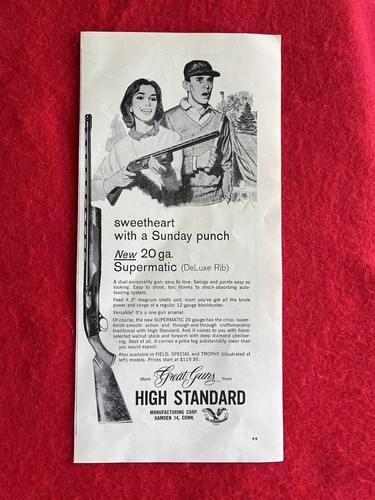 sweetheart
with a Sunday punch
New 20 ga.
Supermatic (DeLuxe Rib)
A dual personality gun, easy to love. Swings and points easy as
looking. Easy to shoot, too; thanks to shock-absorbing auto-
loading system.
Feed it 3" magnum shells and, man! you've got all the brute
power and range of a regular 12-gauge blockbuster.
Versatile? It's a one-gun arsenal.
Of course, the new SUPERMATIC 20 gauge has the crisp, super-
finish-smooth action and through-and-through craftsmanship
traditional with High Standard. And it comes to you with hand-
selected walnut stock and forearm with deep diamond checker-
ing. Best of all, it carries a price tag substantially lower than
you would expect.
Also available in FIELD, SPECIAL and TROPHY (illustrated at
left) models. Prices start at $119.95.
More Great Guns from
HIGH STANDARD
MANUFACTURING CORP.
HAMDEN 14, CONN.
99